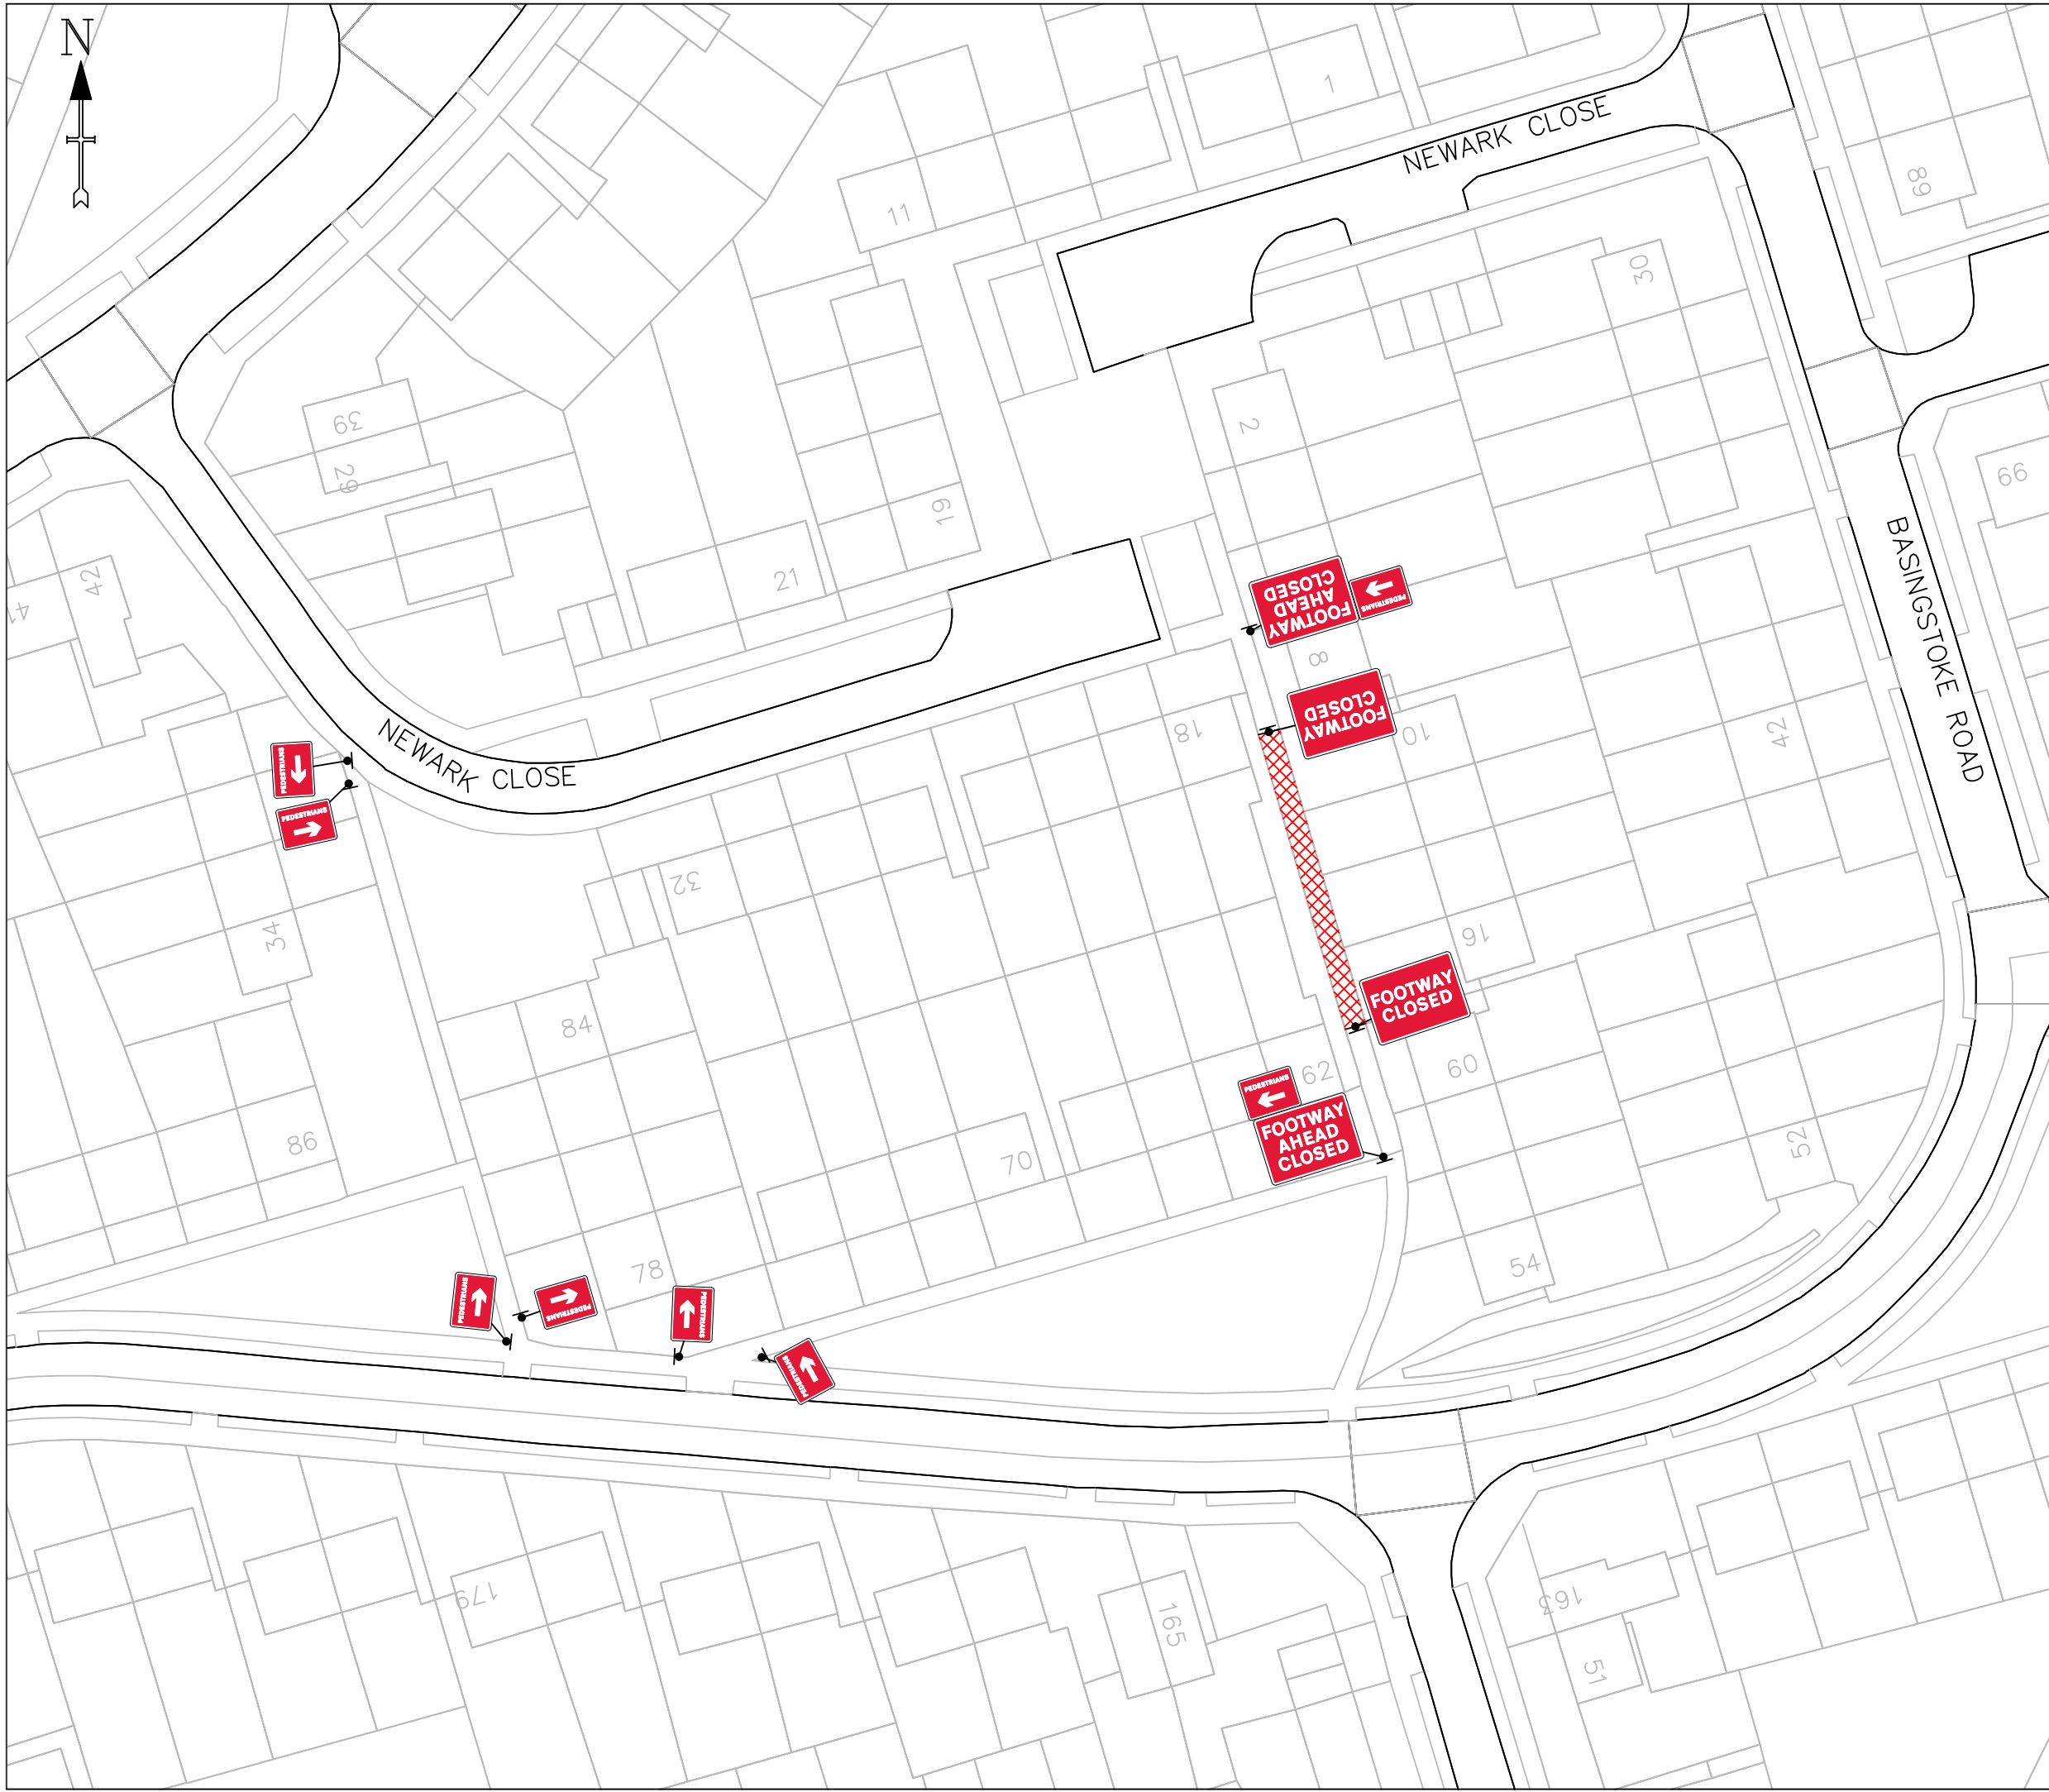 N
1
NEWARK CLOSE
89
11
30
39
29
2
66
19
21
42
BASINGSTOKE ROAD
FOOTWAY
AHEAD
CLOSED
PEDESTRIANS
8
FOOTWAY
CLOSED
18
10
42
PEDESTRIANS
NEWARK CLOSE
PEDESTRIANS
32
34
16
FOOTWAY
CLOSED
84
62
60
PEDESTRIANS
FOOTWAY
AHEAD
CLOSED
86
70
52
78
54
PEDESTRIANS
PEDESTRIANS
PEDESTRIANS
PEDESTRIANS
179
165
163
51